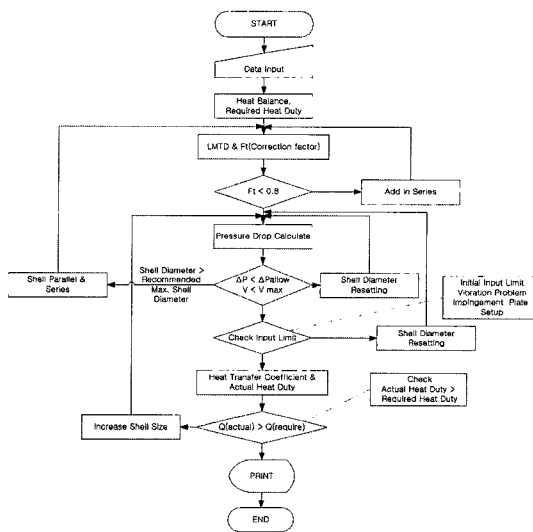 START
Data Input
Heat Balance,
Required Heat Duty
LMTD & Ft(Correction factor)
Ft < 0.8
Add in Series
Pressure Drop Calculate
Shell Parallel &
Series
Shell Diameter >
Recommended
Max. Shell
Diameter
ΔP < ΔPallow
V < V max
Shell Diameter
Resetting
Initial Input Limit
Vibration Problem
Impingement Plate
Setup
Check Input Limit
Shell Diameter
Resetting
Heat Transfer Coefficient &
Actual Heat Duty
Check
Actual Heat Duty >
Required Heat Duty
Increase Shell Size
Q(actual) > Q(require)
PRINT
END